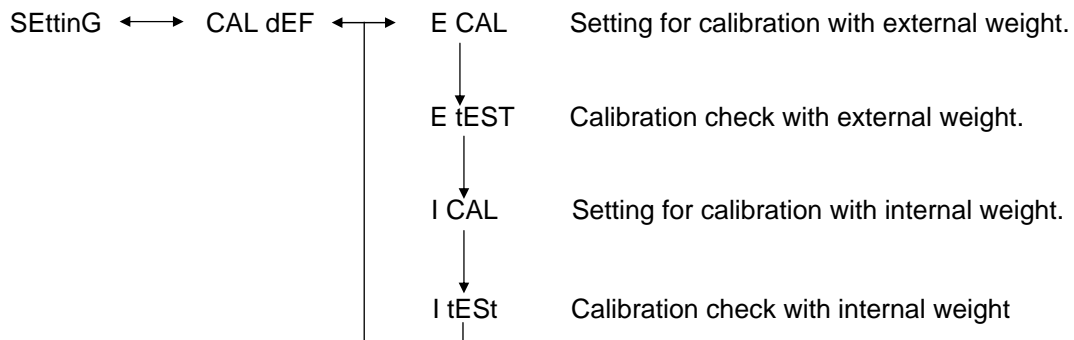 SEttinG CAL dEF E CAL Setting for calibration with external weight.
E tEST Calibration check with external weight.
I CAL Setting for calibration with internal weight.
I tESt Calibration check with internal weight